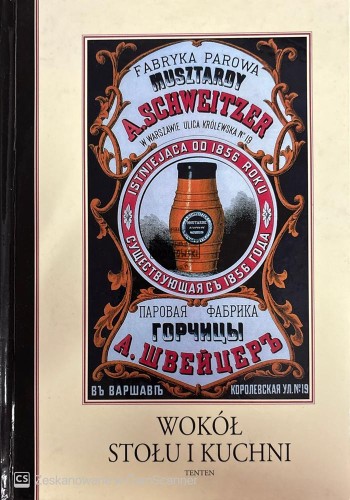 FABRYKA PAROWA
MUSZTARDY
A. SCHWEITZER
W WARSZAWIE ULICA KRÓLEWSKA No 19
ISTNIEJĄCA OD 1856 ROKU
СУЩЕСТВУЮЩАЯ СЪ 1856 ГОДА
ПАРОВАЯ ФАБРИКА
ГОРЧИЦЫ
А. ШВЕЙЦЕРЪ
ВЪ ВАРШАВѢ
КОРОЛЕВСКАЯ УЛ. №19
WOKÓŁ
STOŁU I KUCHNI
TENTEN
CS